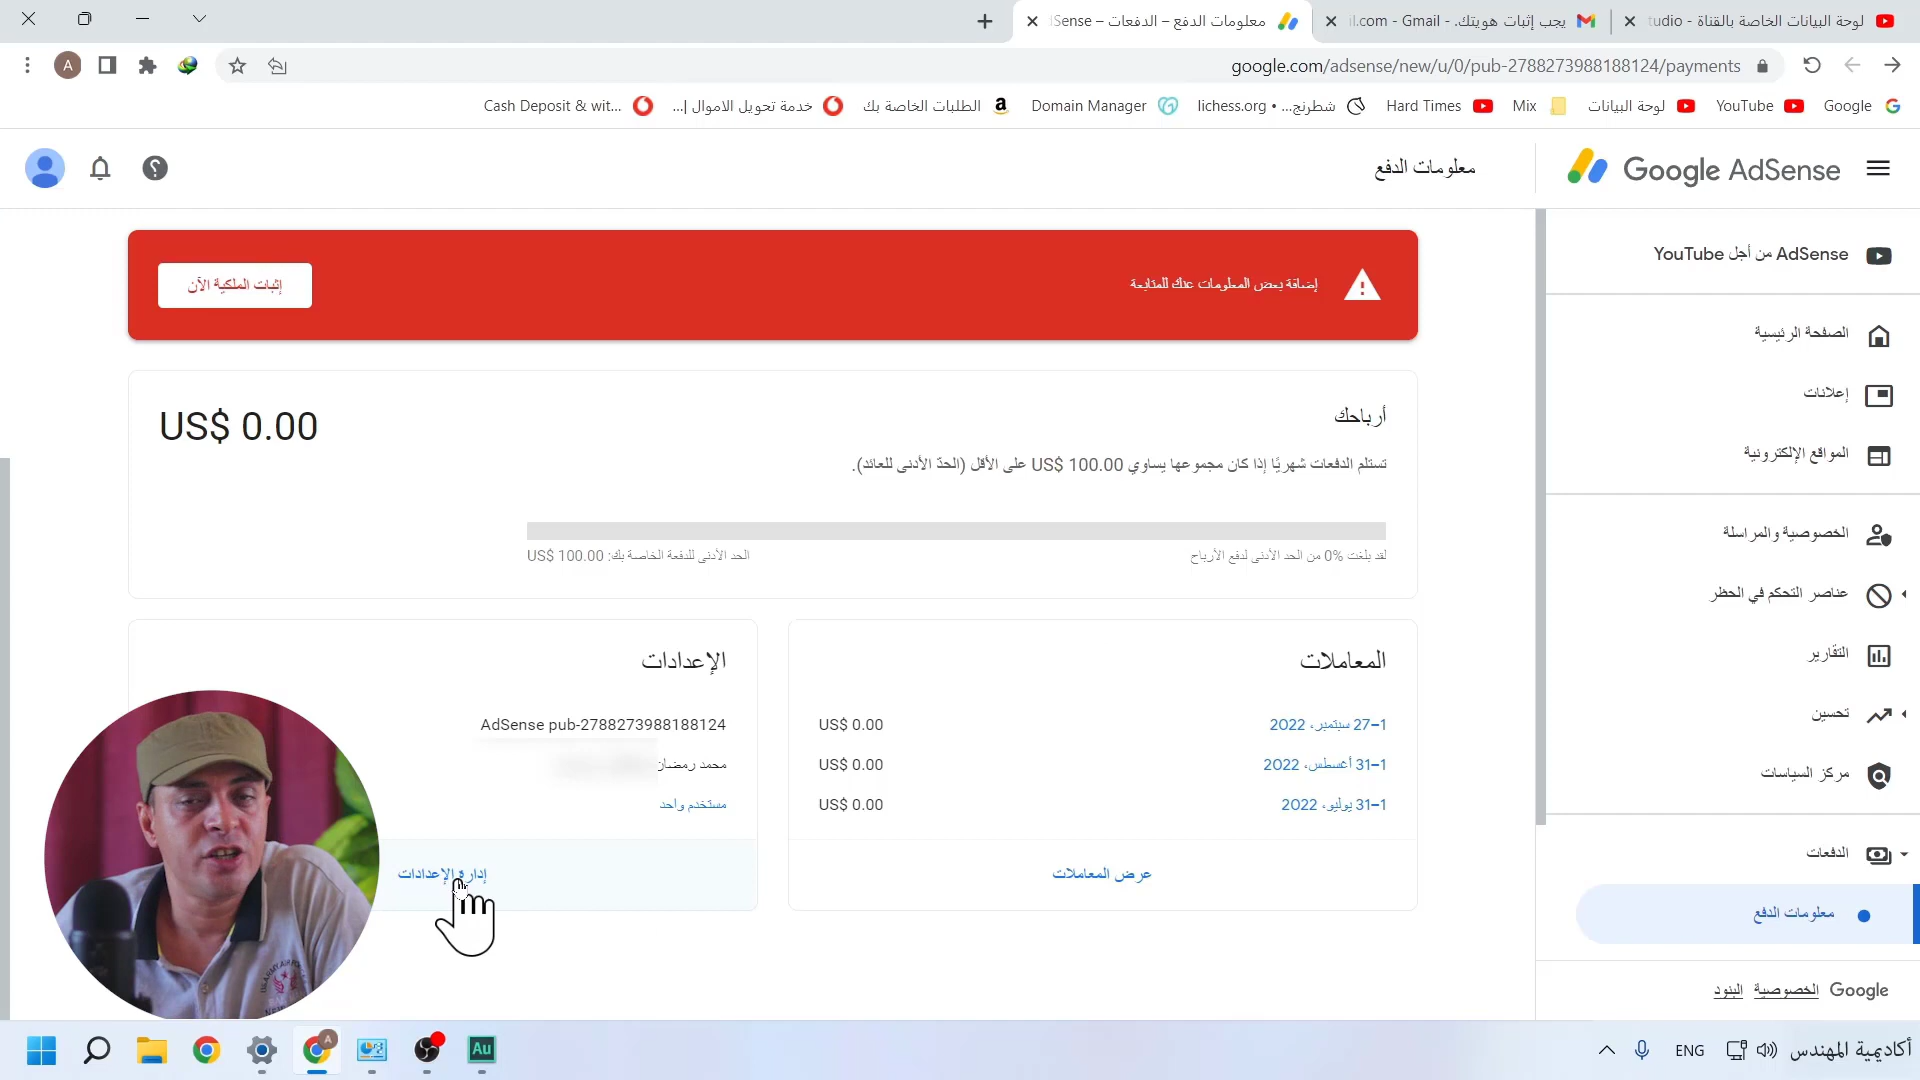 لوحة البيانات الخاصة بالقناة - tudio
يجب إثبات هويتك. - il.com - Gmail
معلومات الدفع – الدفعات – Sense
google.com/adsense/new/u/0/pub-2788273988188124/payments
A
Google
YouTube
لوحة البيانات
Mix
Hard Times
lichess.org • شطرنج...
Domain Manager
الطلبات الخاصة بك
خدمة تحويل الاموال |...
Cash Deposit & wit...
Google AdSense
معلومات الدفع
AdSense من أجل YouTube
الصفحة الرئيسية
إعلانات
المواقع الإلكترونية
الخصوصية والمراسلة
عناصر التحكم في الحظر
التقارير
تحسين
مركز السياسات
الدفعات
معلومات الدفع
Google الخصوصية البنود
إضافة بعض المعلومات عنك للمتابعة
إثبات الملكية الآن
أرباحك
US$ 0.00
تستلم الدفعات شهريًا إذا كان مجموعها يساوي US$ 100.00 على الأقل (الحدّ الأدنى للعائد).
لقد بلغت 0% من الحد الأدنى لدفع الأرباح
الحد الأدنى للدفعة الخاصة بك: US$ 100.00
المعاملات
1–27 سبتمبر، 2022 US$ 0.00
1–31 أغسطس، 2022 US$ 0.00
1–31 يوليو، 2022 US$ 0.00
عرض المعاملات
الإعدادات
AdSense pub-2788273988188124
محمد رمضان
مستخدم واحد
إدارة الإعدادات
A
Au
ENG
أكاديمية المهندس